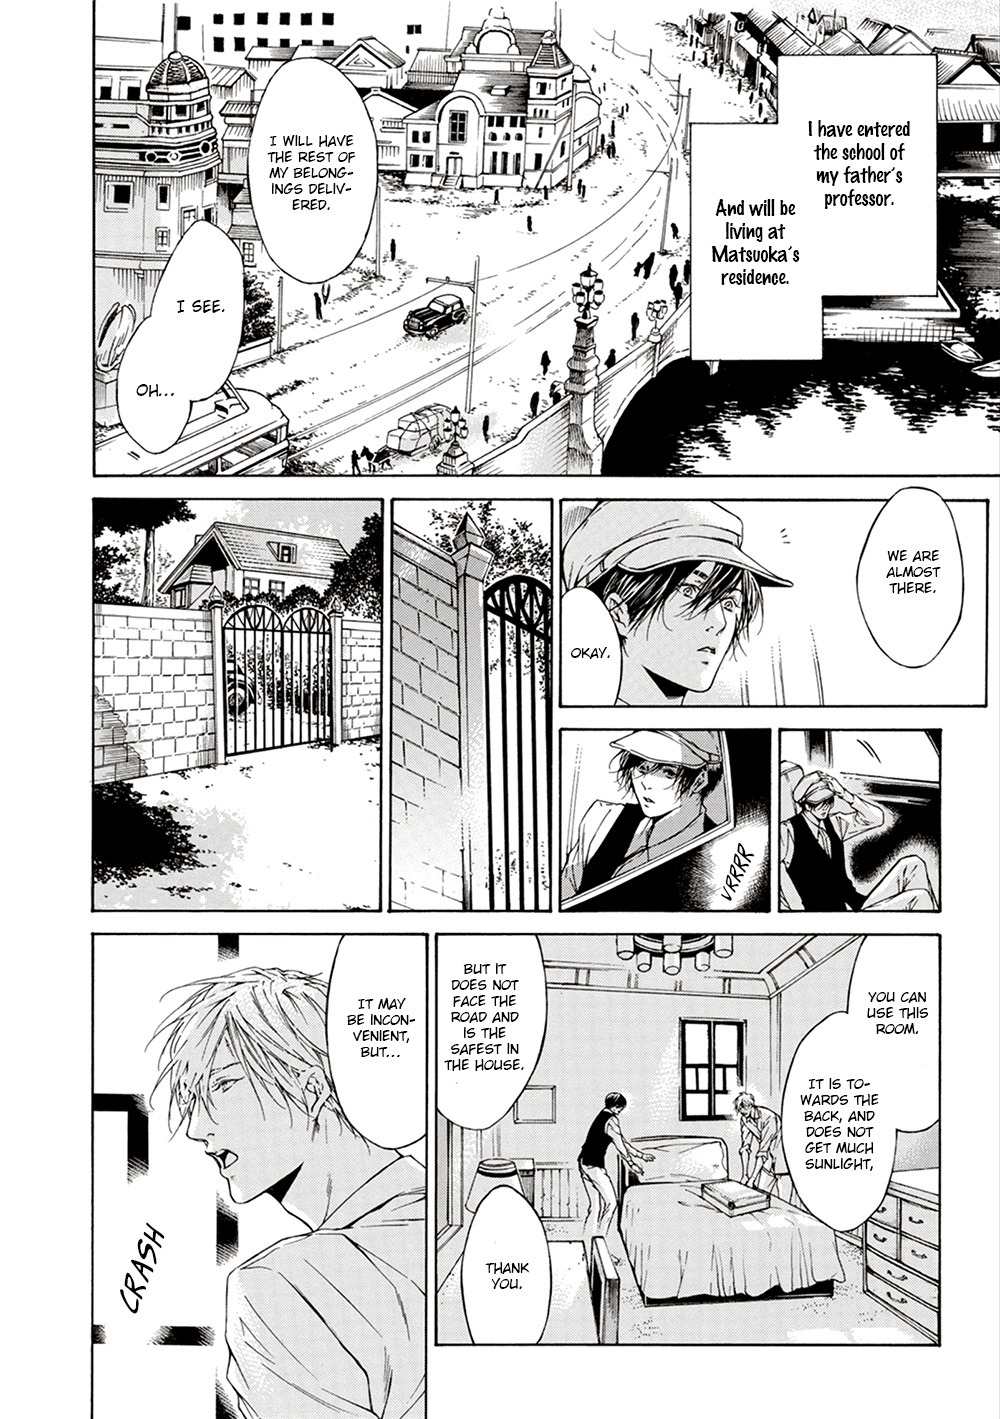 I have entered
the school of
my father's
professor.
And will be
living at
Matsuoka's
residence.
I WILL HAVE
THE REST OF
MY BELONG-
INGS DELIV-
ERED.
I SEE.
OH...
WE ARE
ALMOST
THERE.
OKAY.
VRRRR
YOU CAN
USE THIS
ROOM.
IT IS TO-
WARDS THE
BACK, AND
DOES NOT
GET MUCH
SUNLIGHT,
BUT IT
DOES NOT
FACE THE
ROAD AND
IS THE
SAFEST IN
THE HOUSE.
THANK
YOU.
IT MAY
BE INCON-
VENIENT,
BUT...
CRASH